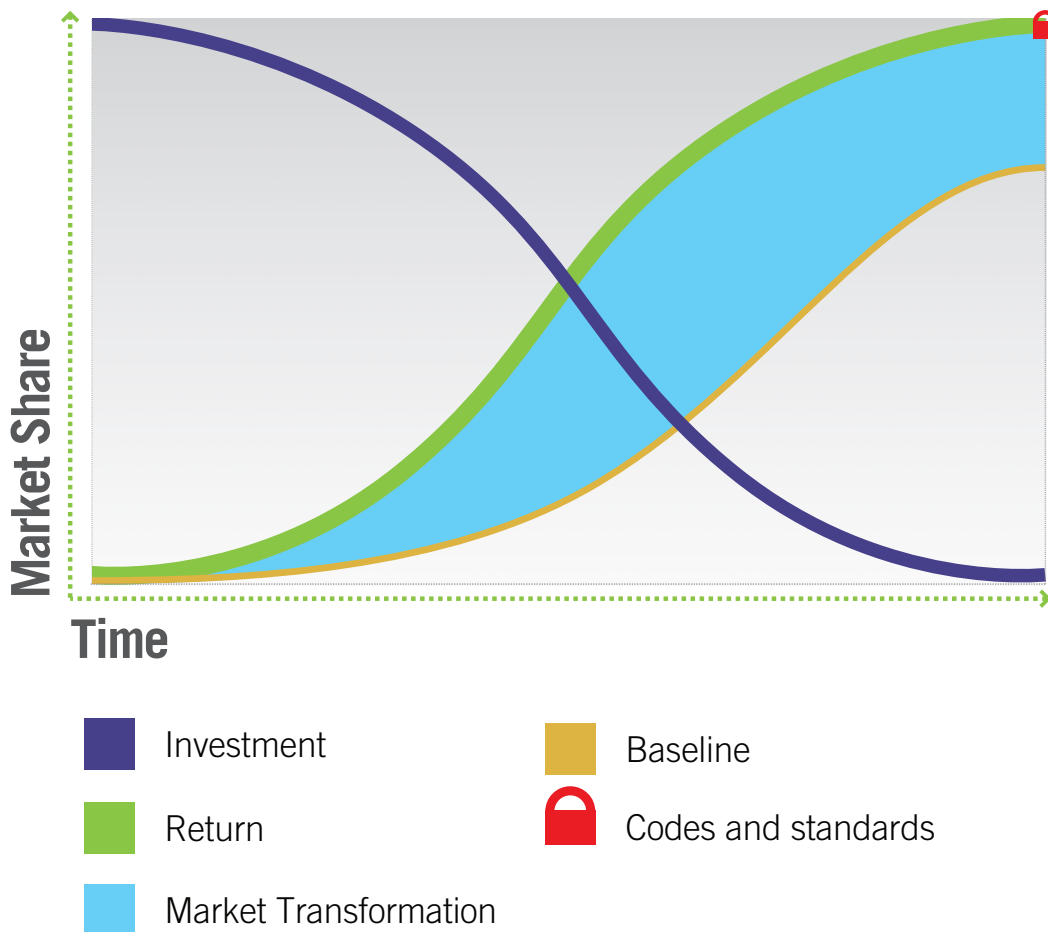 Market Share
Time
Investment
Return
Market Transformation
Baseline
Codes and standards